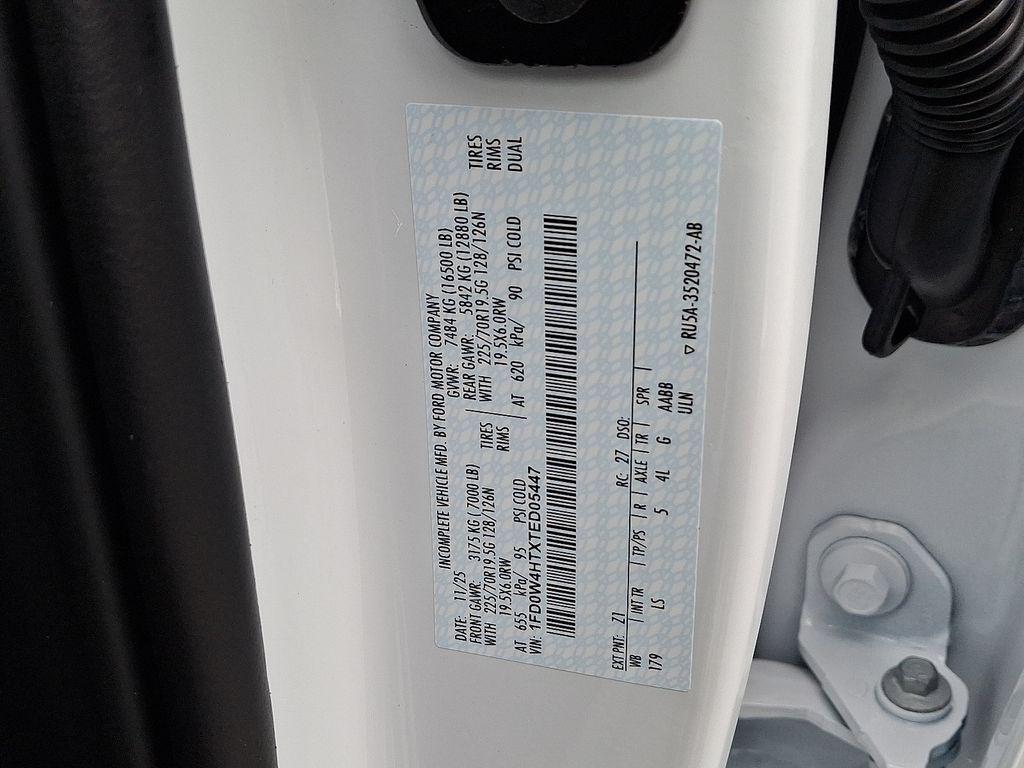 INCOMPLETE VEHICLE MFD. BY FORD MOTOR COMPANY
DATE: 11/25 GVWR: 7484 KG (16500 LB)
FRONT GAWR: 3175 KG (7000 LB) REAR GAWR: 5842 KG (12880 LB)
WITH 225/70R19.5G 128/126N TIRES WITH 225/70R19.5G 128/126N TIRES
19.5X6.0RW RIMS 19.5X6.0RW RIMS
AT 655 kPa/ 95 PSI COLD AT 620 kPa/ 90 PSI COLD DUAL
VIN: 1FD0W4HTXTED05447
EXT PNT: Z1 RC: 27 DSO:
WB INT TR TP/PS R AXLE TR SPR
179 LS 5 4L G AABB
ULN
▽ RU5A-3520472-AB